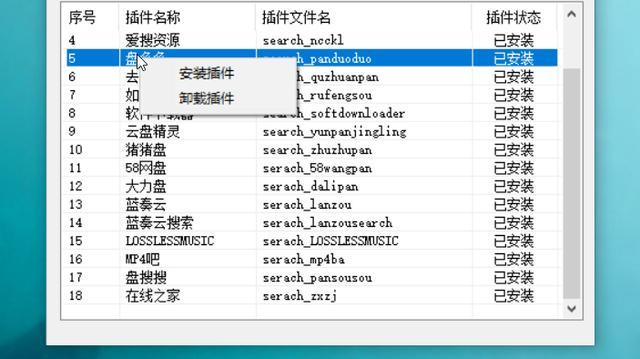 序号 插件名称 插件文件名 插件状态
4 爱搜资源 search_ncckl 已安装
5 盘 search_panduoduo 已安装
安装插件
6 去 search_quzhuanpan 已安装
7 如 search_rufengsou 已安装
卸载插件
8 软件下载器 search_softdownloader 已安装
9 云盘精灵 search_yunpanjingling 已安装
10 猪猪盘 search_zhuzhupan 已安装
11 58网盘 serach_58wangpan 已安装
12 大力盘 serach_dalipan 已安装
13 蓝奏云 serach_lanzou 已安装
14 蓝奏云搜索 serach_lanzousearch 已安装
15 LOSSLESSMUSIC serach_LOSSLESSMUSIC 已安装
16 MP4吧 serach_mp4ba 已安装
17 盘搜搜 serach_pansousou 已安装
18 在线之家 serach_zxzj 已安装